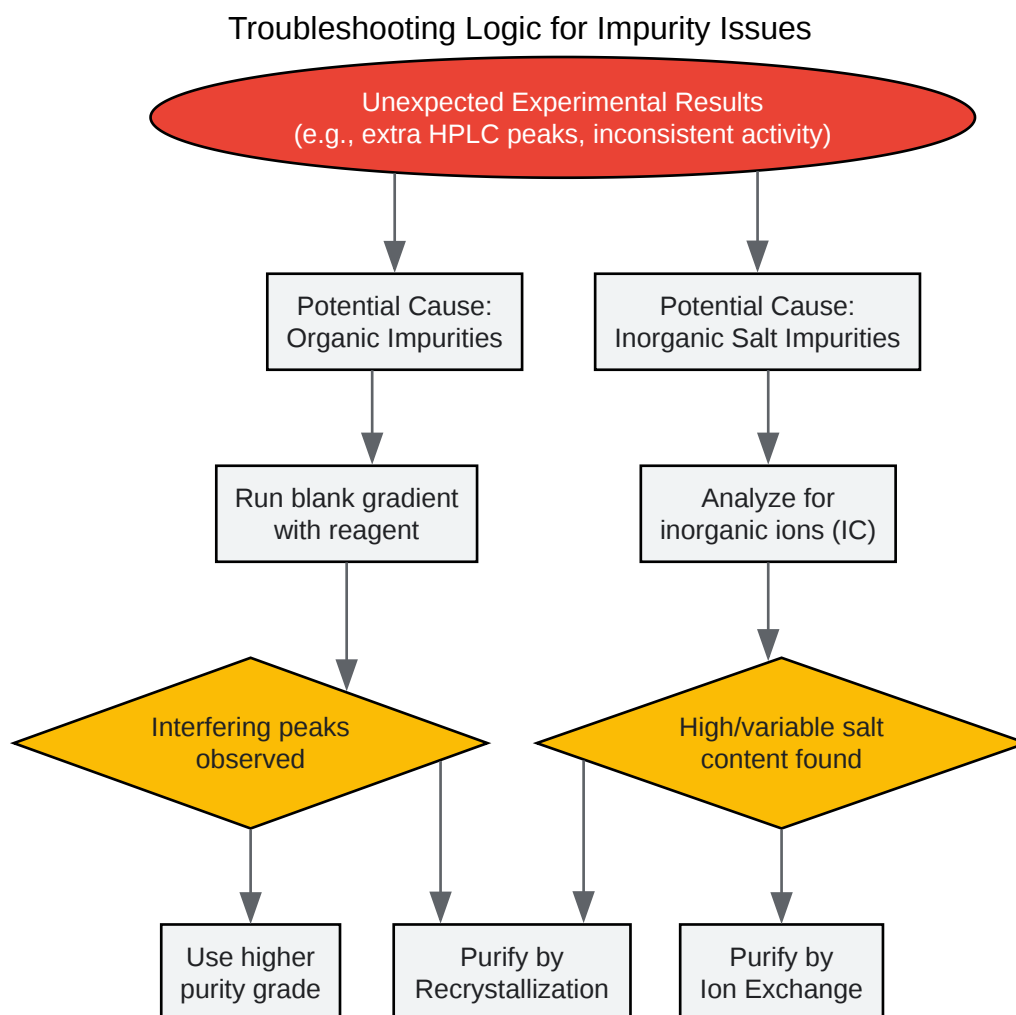 Troubleshooting Logic for Impurity Issues
Unexpected Experimental Results
(e.g., extra HPLC peaks, inconsistent activity)
Potential Cause:
Organic Impurities
Potential Cause:
Inorganic Salt Impurities
Run blank gradient
with reagent
Analyze for
inorganic ions (IC)
Interfering peaks
observed
High/variable salt
content found
Use higher
purity grade
Purify by
Recrystallization
Purify by
Ion Exchange